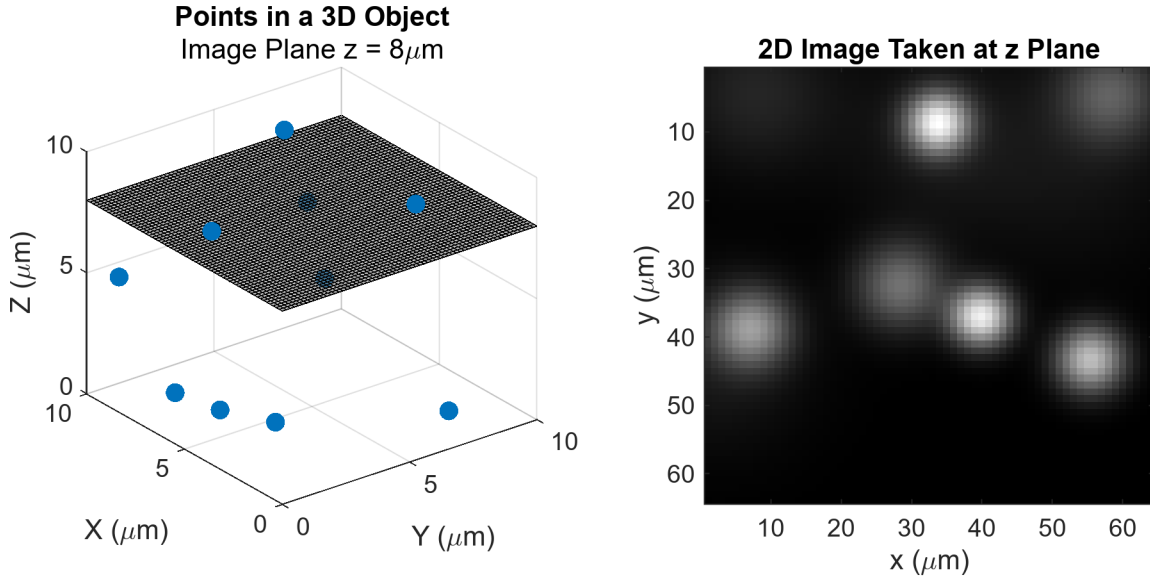 Points in a 3D Object
Image Plane z = 8μm
10
5
0
Z (μm)
10
5
0
X (μm)
0
5
10
Y (μm)
2D Image Taken at z Plane
10
20
30
40
50
60
y (μm)
10
20
30
40
50
60
x (μm)